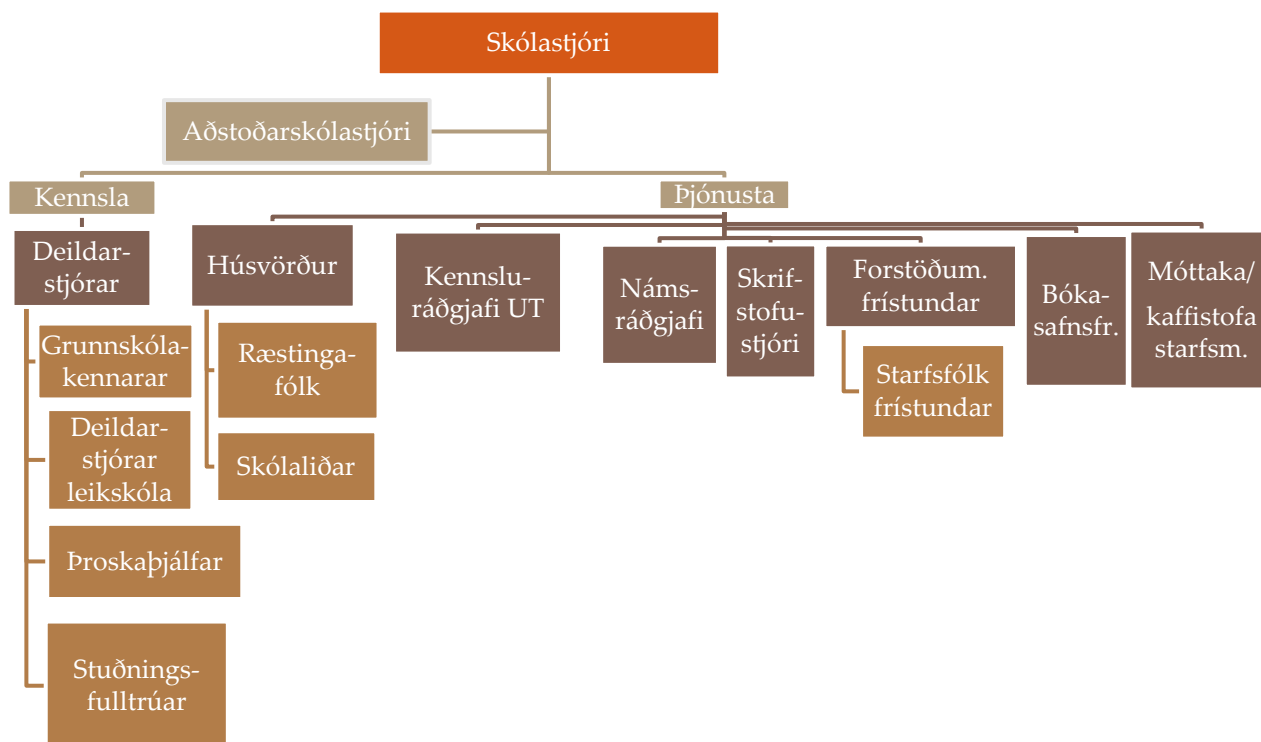 Skólastjóri
Aðstoðarskólastjóri
Kennsla
Þjónusta
Deildar-
stjórar
Grunnskóla-
kennarar
Deildar-
stjórar
leikskóla
Þroskaþjálfar
Stuðnings-
fulltrúar
Húsvörður
Ræstinga-
fólk
Skólaliðar
Kennslu-
ráðgjafi UT
Náms-
ráðgjafi
Skrif-
stofu-
stjóri
Forstöðum.
frístundar
Starfsfólk
frístundar
Bóka-
safnsfr.
Móttaka/
kaffistofa
starfsm.